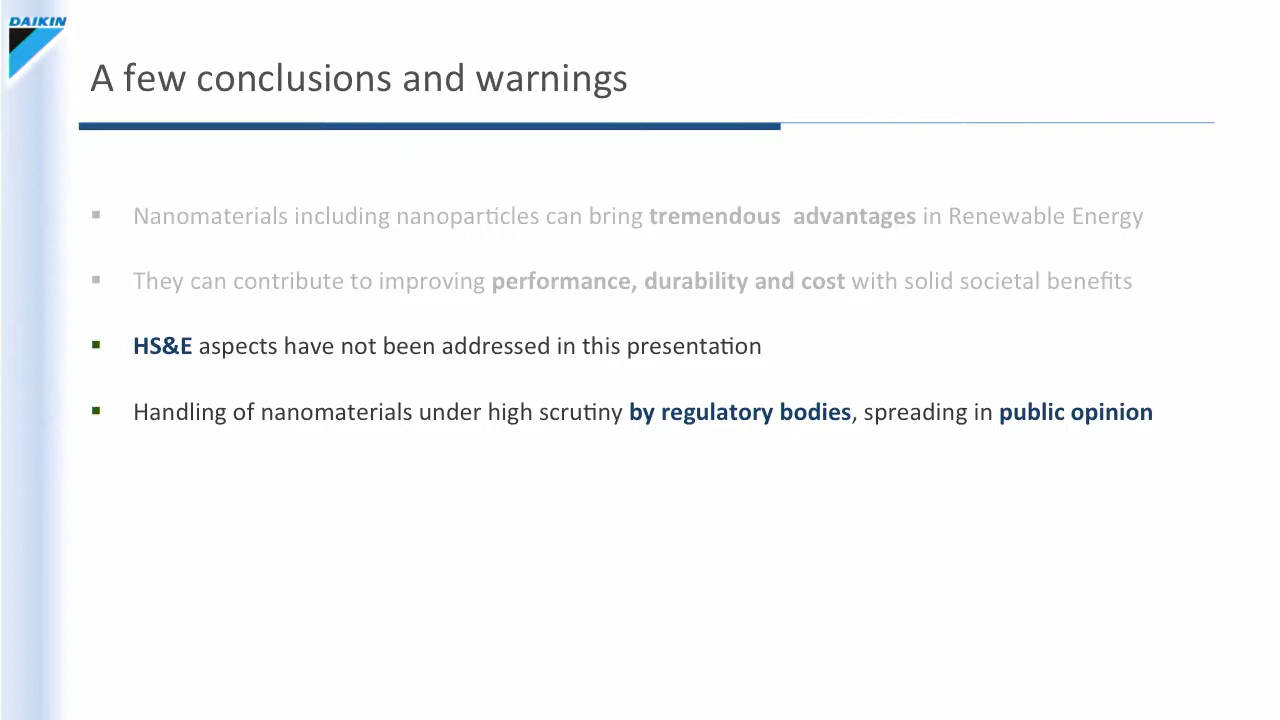 DAIKIN
A few conclusions and warnings
▪ Nanomaterials including nanoparticles can bring tremendous advantages in Renewable Energy
▪ They can contribute to improving performance, durability and cost with solid societal benefits
▪ HS&E aspects have not been addressed in this presentation
▪ Handling of nanomaterials under high scrutiny by regulatory bodies, spreading in public opinion